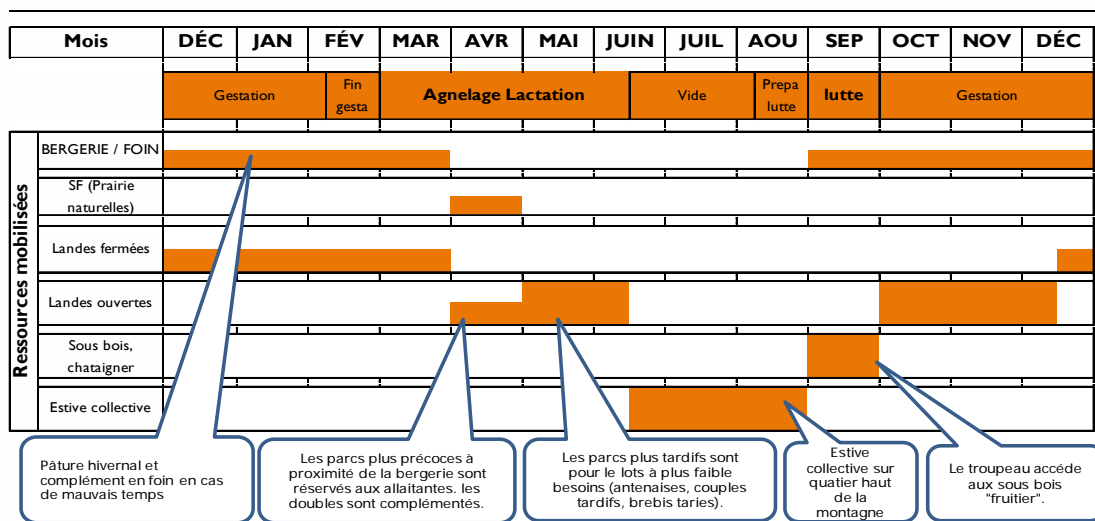 Mois DÉC JAN FÉV MAR AVR MAI JUIN JUIL AOU SEP OCT NOV DÉC
Gestation
Fin
gesta
Agnelage Lactation
Vide
Prepa
lutte
lutte
Gestation
Ressources mobilisées
BERGERIE / FOIN
SF (Prairie
naturelles)
Landes fermées
Landes ouvertes
Sous bois,
chataigner
Estive collective
Pâture hivernal et
complément en foin en cas
de mauvais temps
Les parcs plus précoces à
proximité de la bergerie sont
réservés aux allaitantes. les
doubles sont complémentés.
Les parcs plus tardifs sont
pour le lots à plus faible
besoins (antenaises, couples
tardifs, brebis taries).
Estive
collective sur
quatier haut
de la
montagne
Le troupeau accéde
aux sous bois
"fruitier".